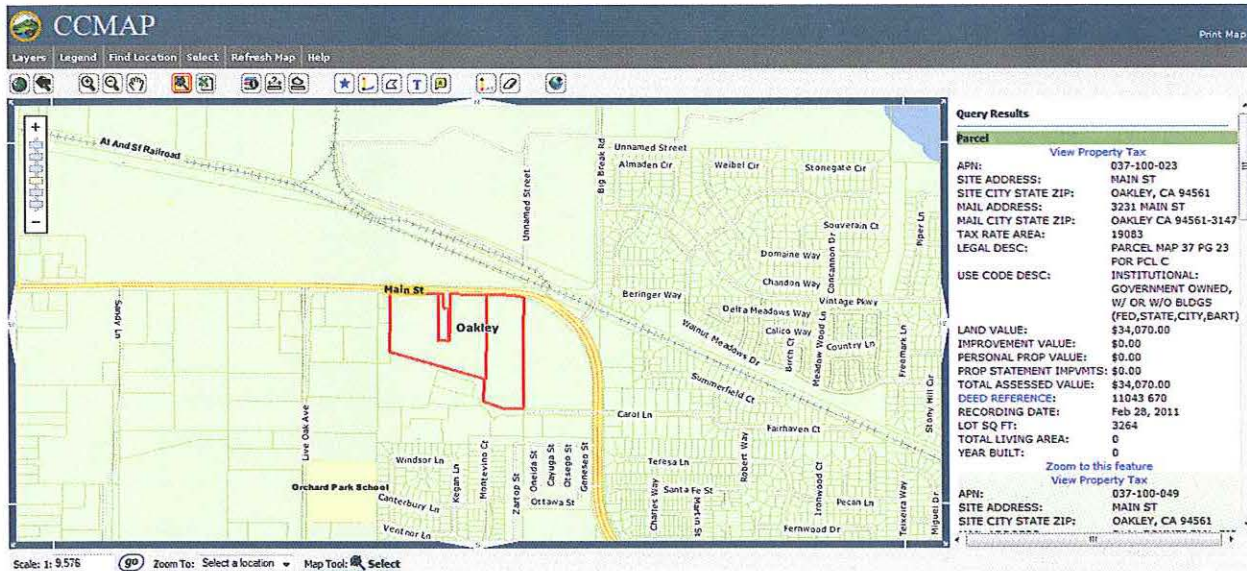 CCMAP
Print Map
Layers Legend Find Location Select Refresh Map Help
At And Sf Railroad
Unnamed Street
Big Break Rd
Unnamed Street
Almaden Cir
Weibel Cir
Stonegate Cir
Piper Ln
Souverain Ct
Concannon Dr
Domaine Way
Chandon Way
Vintage Pkwy
Beringer Way
Delta Meadows Way
Calico Way
Birch Ct
Meadow Wood Ln
Country Ln
Freemark Ln
Walnut Meadows Dr
Stony Hill Cir
Main St
Oakley
Sandy Ln
Live Oak Ave
Summerfield Ct
Carol Ln
Fairhaven Ct
Windsor Ln
Kegan Ln
Montevino Ct
Zartop St
Oneida St
Cayuga St
Otsego St
Geneseo St
Teresa Ln
Robert Way
Orchard Park School
Canterbury Ln
Ottawa St
Charles Way
Santa Fe St
Martin St
Ironwood Ct
Pecan Ln
Teixeira Way
Miguel Dr
Ventnor Ln
Fernwood Dr
Query Results
Parcel
View Property Tax
APN: 037-100-023
SITE ADDRESS: MAIN ST
SITE CITY STATE ZIP: OAKLEY, CA 94561
MAIL ADDRESS: 3231 MAIN ST
MAIL CITY STATE ZIP: OAKLEY CA 94561-3147
TAX RATE AREA: 19083
LEGAL DESC: PARCEL MAP 37 PG 23
POR PCL C
USE CODE DESC: INSTITUTIONAL:
GOVERNMENT OWNED,
W/ OR W/O BLDGS
(FED,STATE,CITY,BART)
LAND VALUE: $34,070.00
IMPROVEMENT VALUE: $0.00
PERSONAL PROP VALUE: $0.00
PROP STATEMENT IMPVMTS: $0.00
TOTAL ASSESSED VALUE: $34,070.00
DEED REFERENCE: 11043 670
RECORDING DATE: Feb 28, 2011
LOT SQ FT: 3264
TOTAL LIVING AREA: 0
YEAR BUILT: 0
Zoom to this feature
View Property Tax
APN: 037-100-049
SITE ADDRESS: MAIN ST
SITE CITY STATE ZIP: OAKLEY, CA 94561
Scale: 1: 9,576 go Zoom To: Select a location Map Tool: Select